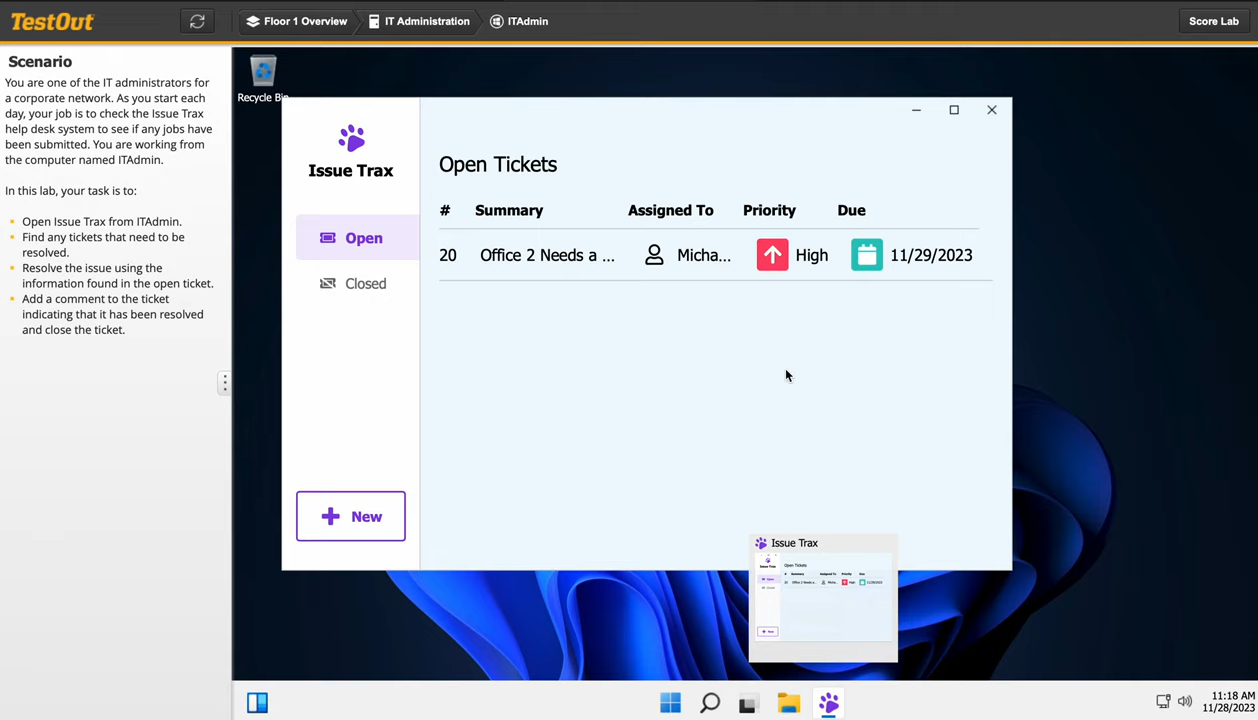 TestOut
Floor 1 Overview
IT Administration
ITAdmin
Score Lab
Scenario
You are one of the IT administrators for
a corporate network. As you start each
day, your job is to check the Issue Trax
help desk system to see if any jobs have
been submitted. You are working from
the computer named ITAdmin.
In this lab, your task is to:
Open Issue Trax from ITAdmin.
Find any tickets that need to be
resolved.
Resolve the issue using the
information found in the open ticket.
Add a comment to the ticket
indicating that it has been resolved
and close the ticket.
Recycle Bin
Issue Trax
Open
Closed
+ New
Open Tickets
# Summary Assigned To Priority Due
20 Office 2 Needs a ... Micha... High 11/29/2023
Issue Trax
Issue Trax
Open Tickets
11:18 AM
11/28/2023